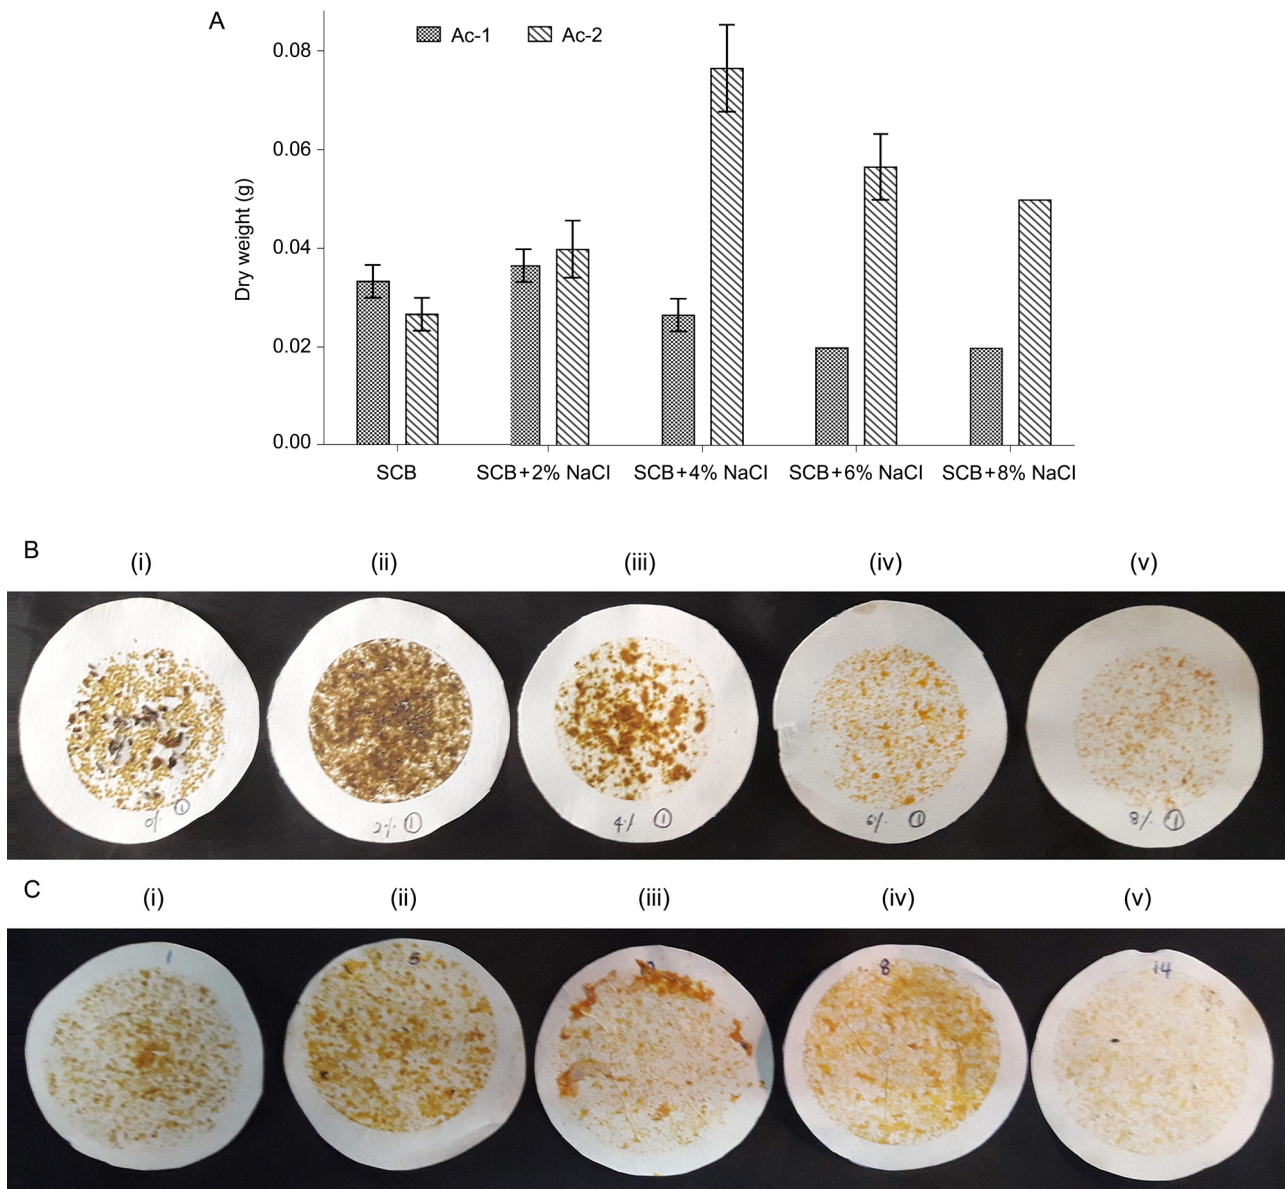 A
Ac-1 Ac-2
0.08
0.06
0.04
0.02
0.00
Dry weight (g)
SCB SCB+2% NaCl SCB+4% NaCl SCB+6% NaCl SCB+8% NaCl
B
(i) (ii) (iii) (iv) (v)
0% 1 2% 1 4% 1 6% 1 8% 1
C
(i) (ii) (iii) (iv) (v)
1 5 8 14